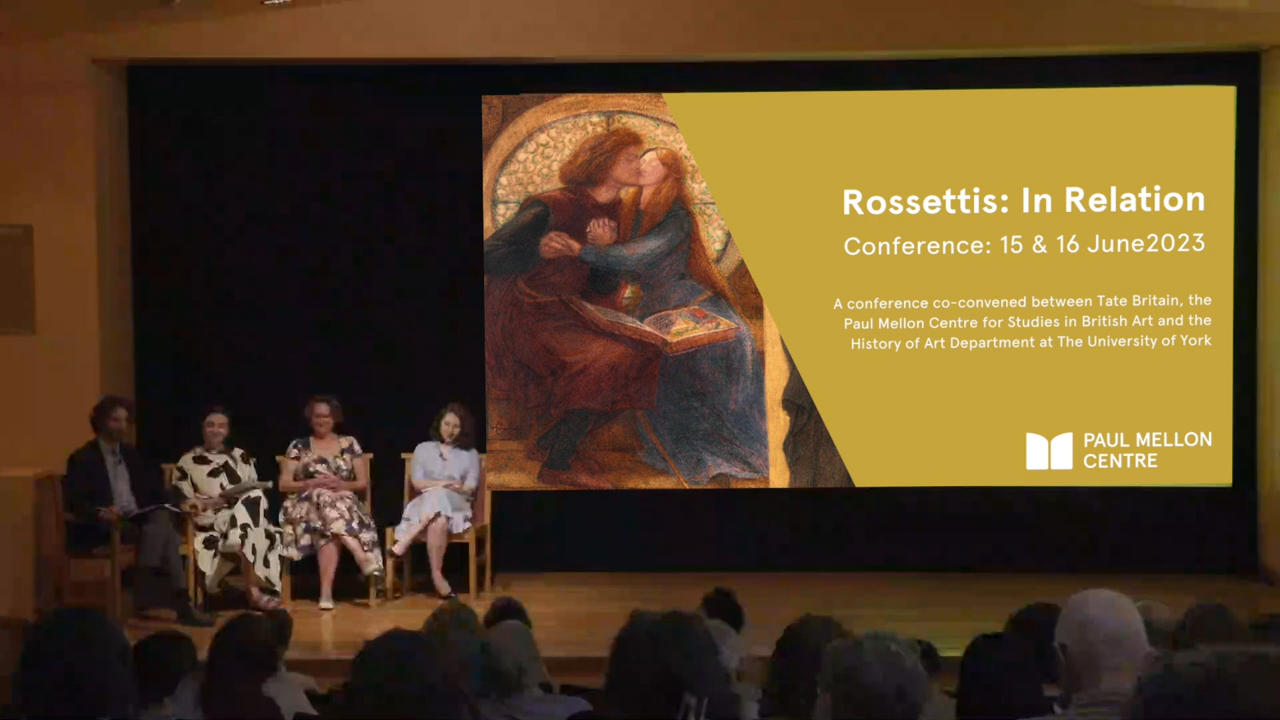 Rossettis: In Relation
Conference: 15 & 16 June2023
A conference co-convened between Tate Britain, the
Paul Mellon Centre for Studies in British Art and the
History of Art Department at The University of York
PAUL MELLON
CENTRE